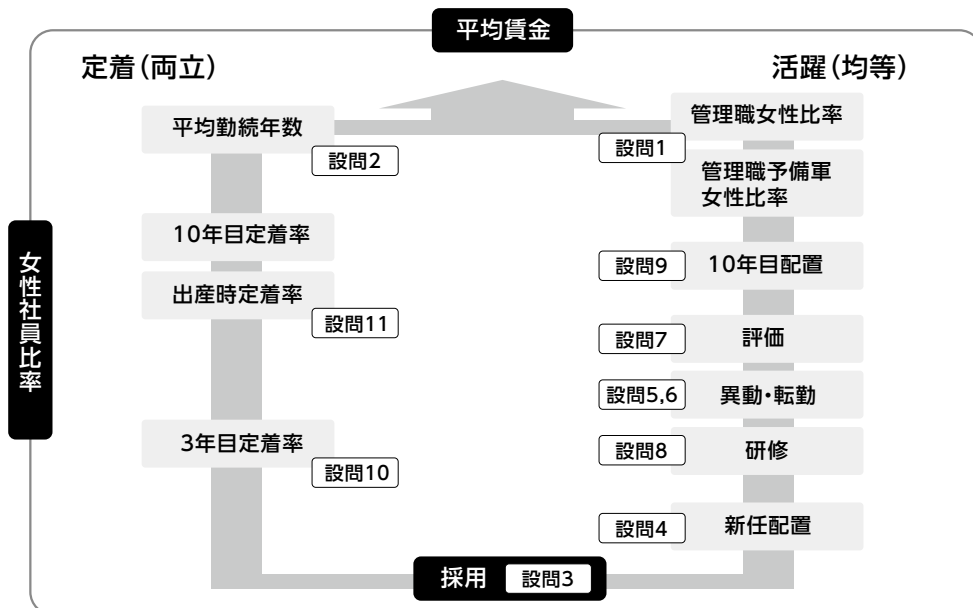 平均賃金
定着(両立)
活躍(均等)
平均勤続年数
設問2
管理職女性比率
設問1
管理職予備軍
女性比率
10年目定着率
設問9
10年目配置
出産時定着率
設問11
設問7
評価
設問5,6
異動・転勤
3年目定着率
設問10
設問8
研修
設問4
新任配置
採用
設問3
女性社員比率